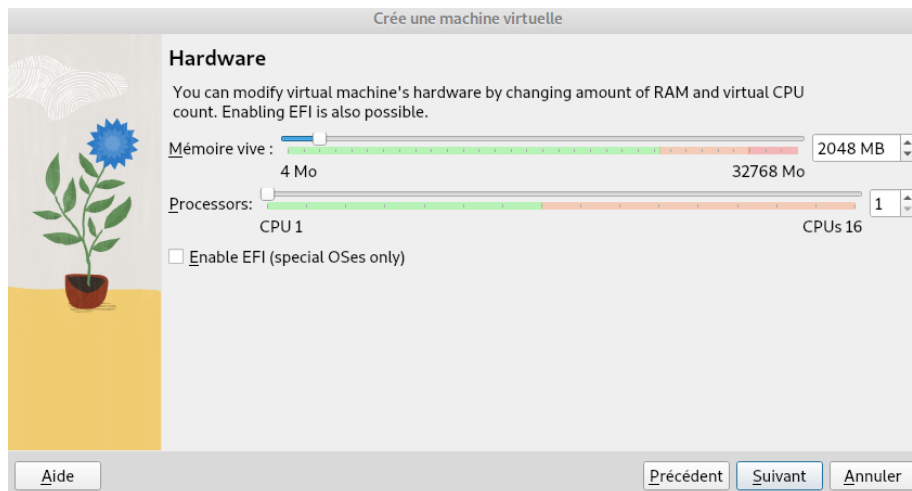 Crée une machine virtuelle
Hardware
You can modify virtual machine's hardware by changing amount of RAM and virtual CPU
count. Enabling EFI is also possible.
Mémoire vive : 2048 MB
4 Mo 32768 Mo
Processors: 1
CPU 1 CPUs 16
Enable EFI (special OSes only)
Aide Précédent Suivant Annuler